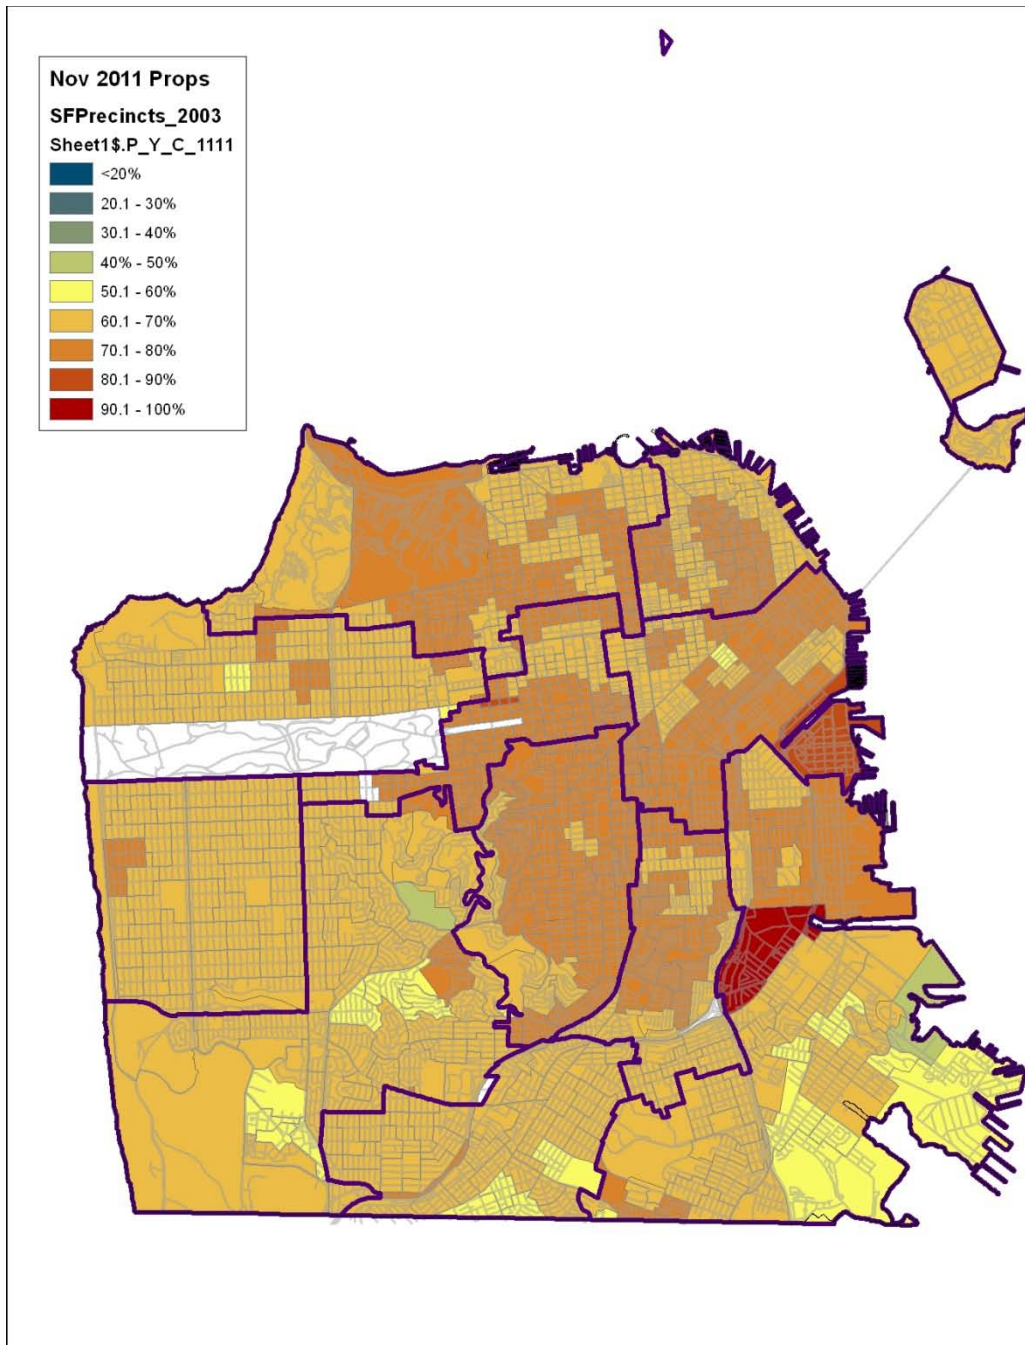 Nov 2011 Props
SFPrecincts_2003
Sheet1$.P_Y_C_1111
<20%
20.1 - 30%
30.1 - 40%
40% - 50%
50.1 - 60%
60.1 - 70%
70.1 - 80%
80.1 - 90%
90.1 - 100%